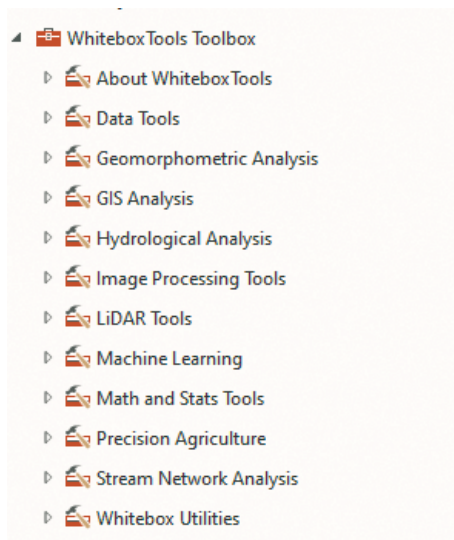 WhiteboxTools Toolbox
About WhiteboxTools
Data Tools
Geomorphometric Analysis
GIS Analysis
Hydrological Analysis
Image Processing Tools
LiDAR Tools
Machine Learning
Math and Stats Tools
Precision Agriculture
Stream Network Analysis
Whitebox Utilities